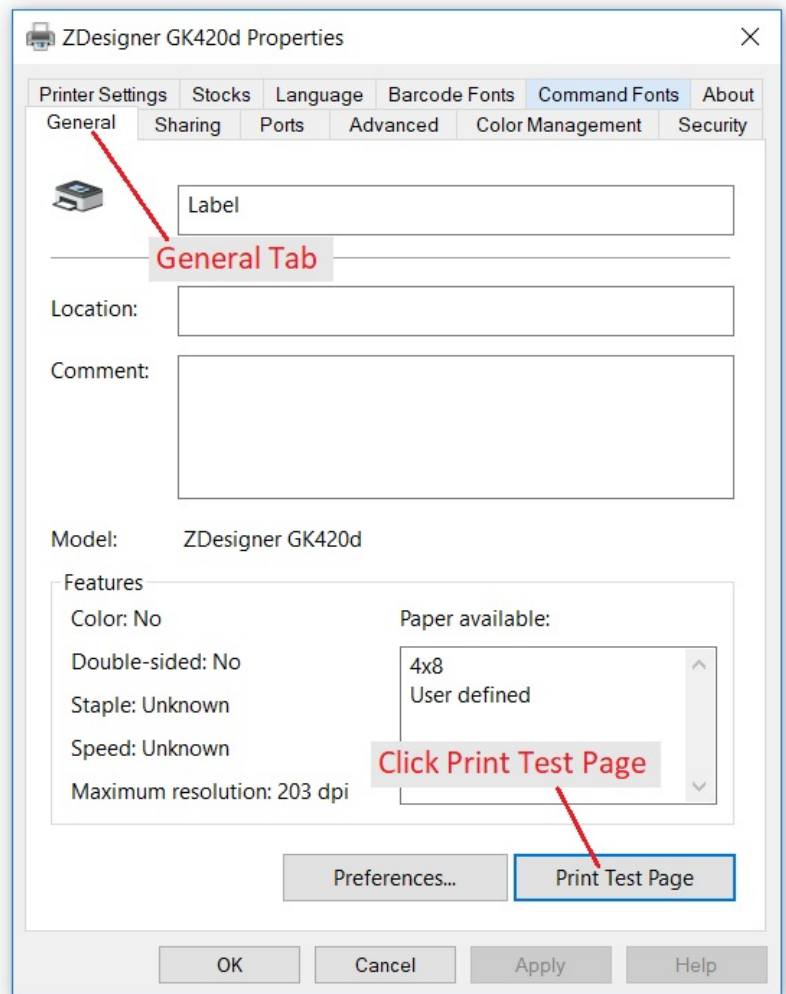 ZDesigner GK420d Properties
Printer Settings Stocks Language Barcode Fonts Command Fonts About
General Sharing Ports Advanced Color Management Security
Label
General Tab
Location:
Comment:
Model: ZDesigner GK420d
Features
Color: No
Double-sided: No
Staple: Unknown
Speed: Unknown
Maximum resolution: 203 dpi
Paper available:
4x8
User defined
Click Print Test Page
Preferences... Print Test Page
OK Cancel Apply Help